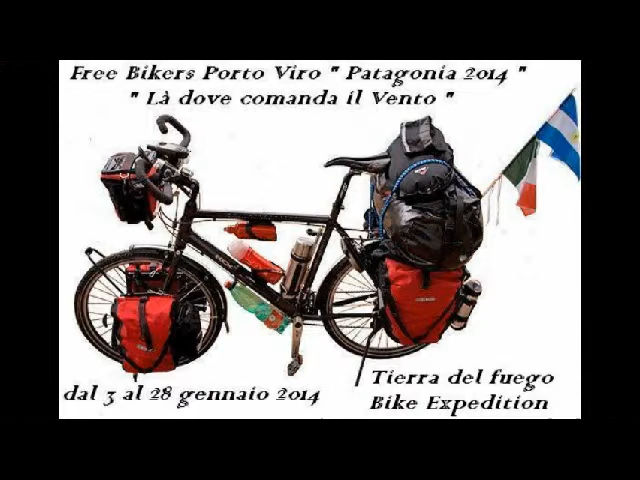 Free Bikers Porto Viro " Patagonia 2014 "
" Là dove comanda il Vento "
dal 3 al 28 gennaio 2014
Tierra del fuego
Bike Expedition